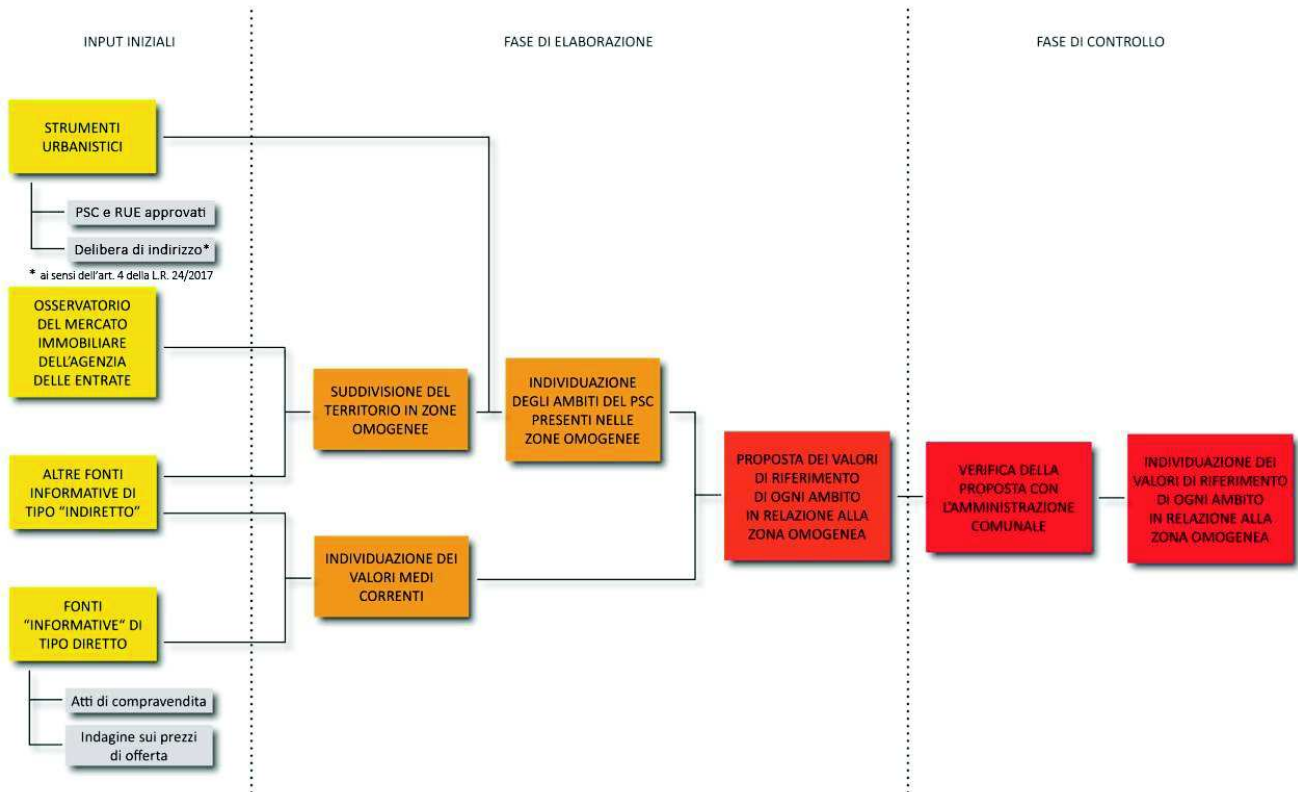 INPUT INIZIALI
FASE DI ELABORAZIONE
FASE DI CONTROLLO
STRUMENTI
URBANISTICI
PSC e RUE approvati
Delibera di indirizzo*
* ai sensi dell'art. 4 della L.R. 24/2017
OSSERVATORIO
DEL MERCATO
IMMOBILIARE
DELL'AGENZIA
DELLE ENTRATE
ALTRE FONTI
INFORMATIVE DI
TIPO "INDIRETTO"
FONTI
"INFORMATIVE" DI
TIPO DIRETTO
Atti di compravendita
Indagine sui prezzi
di offerta
SUDDIVISIONE DEL
TERRITORIO IN ZONE
OMOGENEE
INDIVIDUAZIONE DEI
VALORI MEDI
CORRENTI
INDIVIDUAZIONE
DEGLI AMBITI DEL PSC
PRESENTI NELLE
ZONE OMOGENEE
PROPOSTA DEI VALORI
DI RIFERIMENTO
DI OGNI AMBITO
IN RELAZIONE ALLA
ZONA OMOGENEA
VERIFICA DELLA
PROPOSTA CON
L'AMMINISTRAZIONE
COMUNALE
INDIVIDUAZIONE DEI
VALORI DI RIFERIMENTO
DI OGNI AMBITO
IN RELAZIONE ALLA
ZONA OMOGENEA